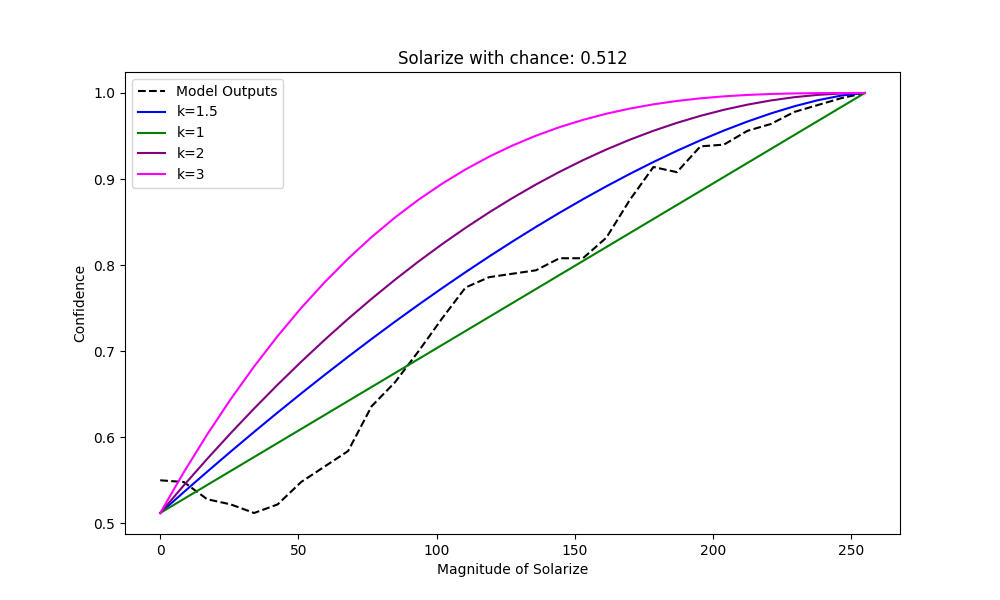 Solarize with chance: 0.512
Model Outputs
k=1.5
k=1
k=2
k=3
1.0
0.9
0.8
0.7
0.6
0.5
Confidence
0
50
100
150
200
250
Magnitude of Solarize